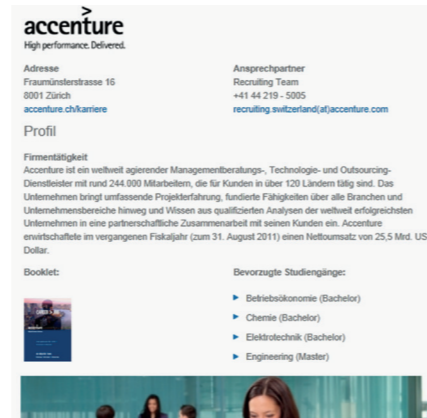 accenture
High performance. Delivered.
Adresse
Fraumünsterstrasse 16
8001 Zürich
accenture.ch/karriere
Ansprechpartner
Recruiting Team
+41 44 219 - 5005
recruiting.switzerland(at)accenture.com
Profil
Firmentätigkeit
Accenture ist ein weltweit agierender Managementberatungs-, Technologie- und Outsourcing-
Dienstleister mit rund 244.000 Mitarbeitern, die für Kunden in über 120 Ländern tätig sind. Das
Unternehmen bringt umfassende Projekterfahrung, fundierte Fähigkeiten über alle Branchen und
Unternehmensbereiche hinweg und Wissen aus qualifizierten Analysen der weltweit erfolgreichsten
Unternehmen in eine partnerschaftliche Zusammenarbeit mit seinen Kunden ein. Accenture
erwirtschaftete im vergangenen Fiskaljahr (zum 31. August 2011) einen Nettoumsatz von 25,5 Mrd. US
Dollar.
Booklet:
Bevorzugte Studiengänge:
Betriebsökonomie (Bachelor)
Chemie (Bachelor)
Elektrotechnik (Bachelor)
Engineering (Master)